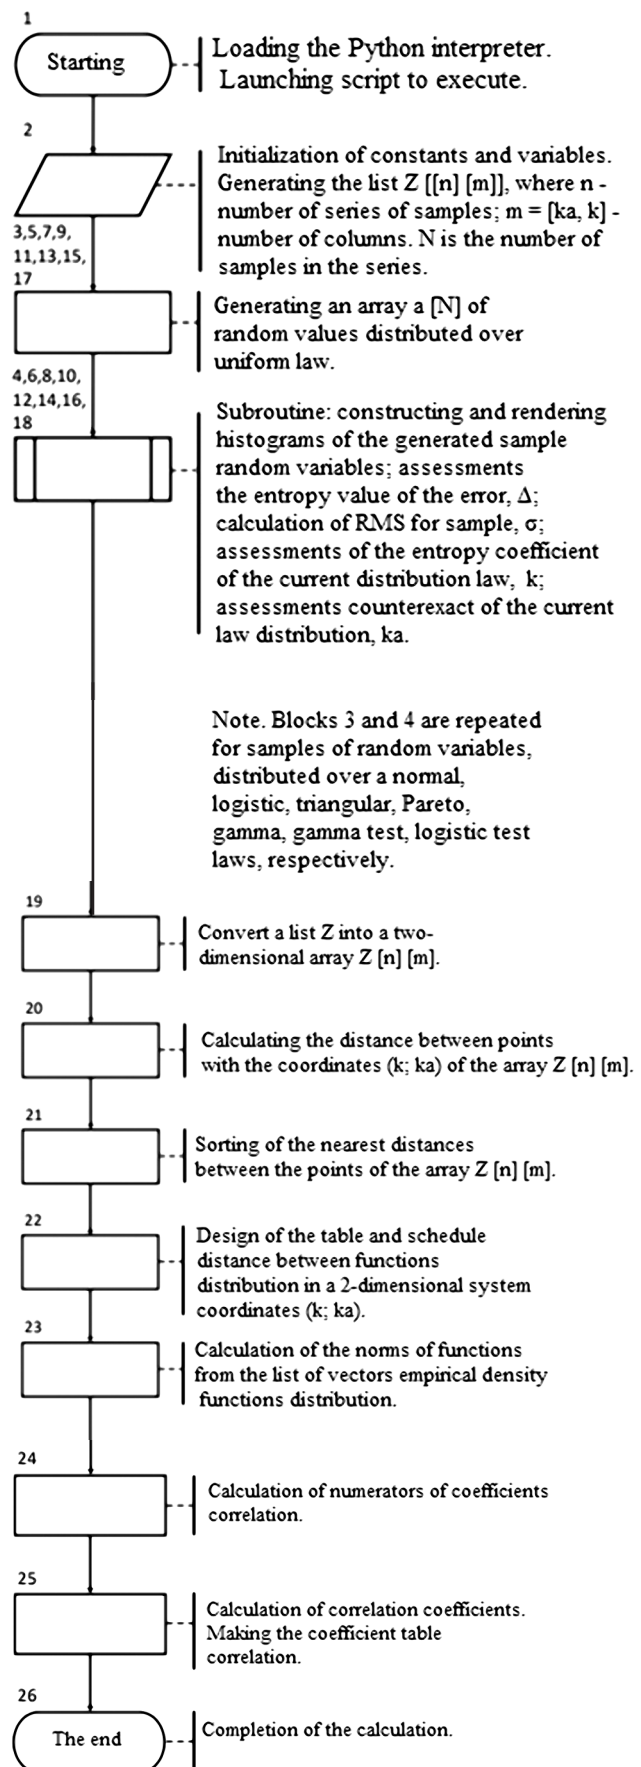 1
Starting
Loading the Python interpreter.
Launching script to execute.
2
Initialization of constants and variables.
Generating the list Z [[n] [m]], where n -
number of series of samples; m = [ka, k] -
number of columns. N is the number of
samples in the series.
3,5,7,9,
11,13,15,
17
Generating an array a [N] of
random values distributed over
uniform law.
4,6,8,10,
12,14,16,
18
Subroutine: constructing and rendering
histograms of the generated sample
random variables; assessments
the entropy value of the error, Δ;
calculation of RMS for sample, σ;
assessments of the entropy coefficient
of the current distribution law, k;
assessments counterexact of the current
law distribution, ka.
Note. Blocks 3 and 4 are repeated
for samples of random variables,
distributed over a normal,
logistic, triangular, Pareto,
gamma, gamma test, logistic test
laws, respectively.
19
Convert a list Z into a two-
dimensional array Z [n] [m].
20
Calculating the distance between points
with the coordinates (k; ka) of the array Z [n] [m].
21
Sorting of the nearest distances
between the points of the array Z [n] [m].
22
Design of the table and schedule
distance between functions
distribution in a 2-dimensional system
coordinates (k; ka).
23
Calculation of the norms of functions
from the list of vectors empirical density
functions distribution.
24
Calculation of numerators of coefficients
correlation.
25
Calculation of correlation coefficients.
Making the coefficient table
correlation.
26
The end
Completion of the calculation.